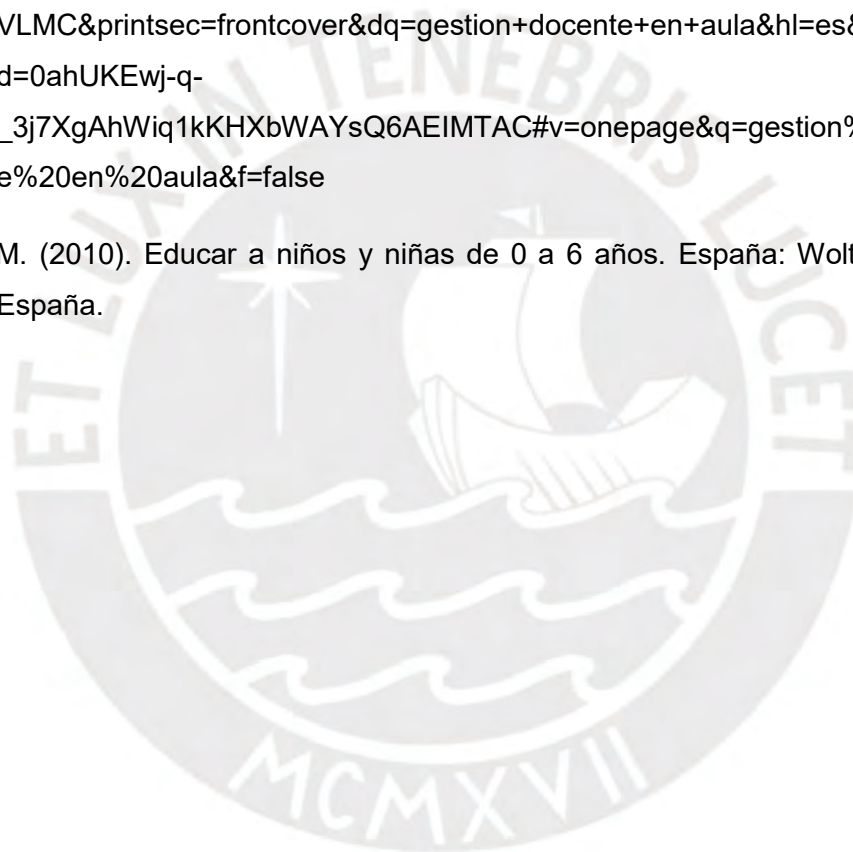 VLMC&printsec=frontcover&dq=gestion+docente+en+aula&hl=es&
d=0ahUKEwj-q-
_3j7XgAhWiq1kKHXbWAYsQ6AEIMTAC#v=onepage&q=gestion%
e%20en%20aula&f=false
M. (2010). Educar a niños y niñas de 0 a 6 años. España: Wolt
España.
ET LUX IN TENEBRIS LUCET
MCMXVII